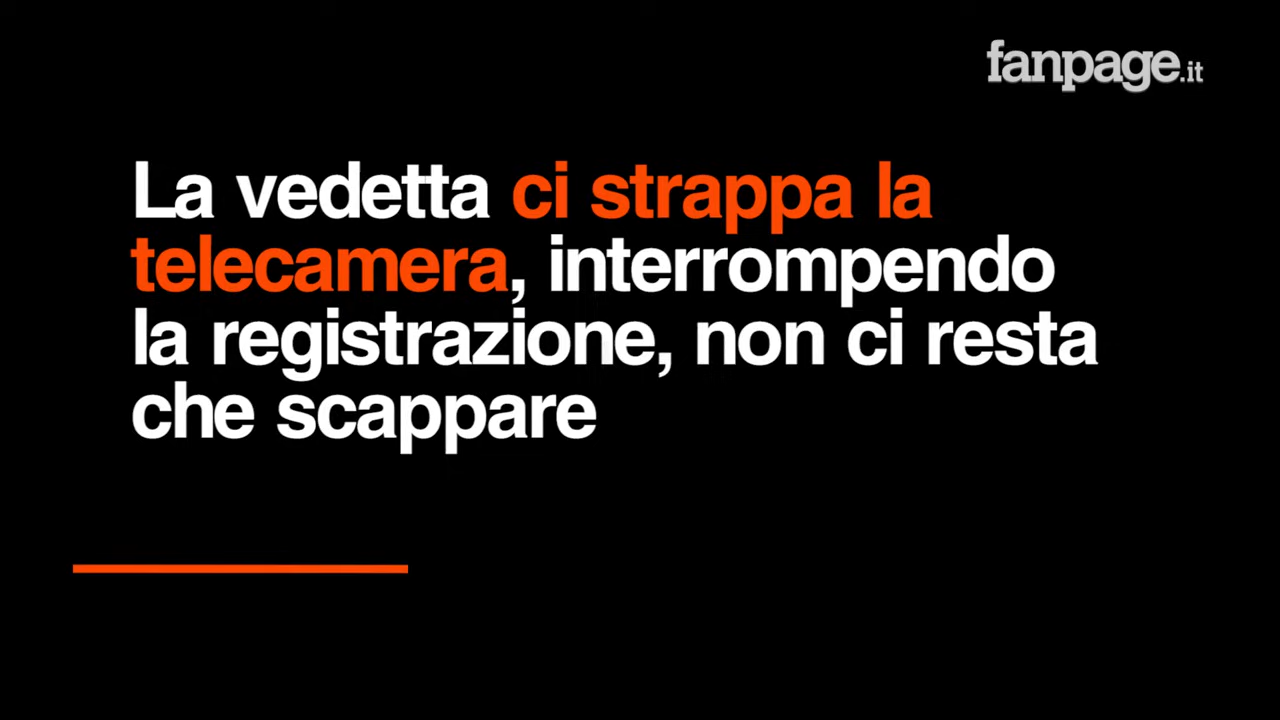 fanpage.it
La vedetta ci strappa la
telecamera, interrompendo
la registrazione, non ci resta
che scappare